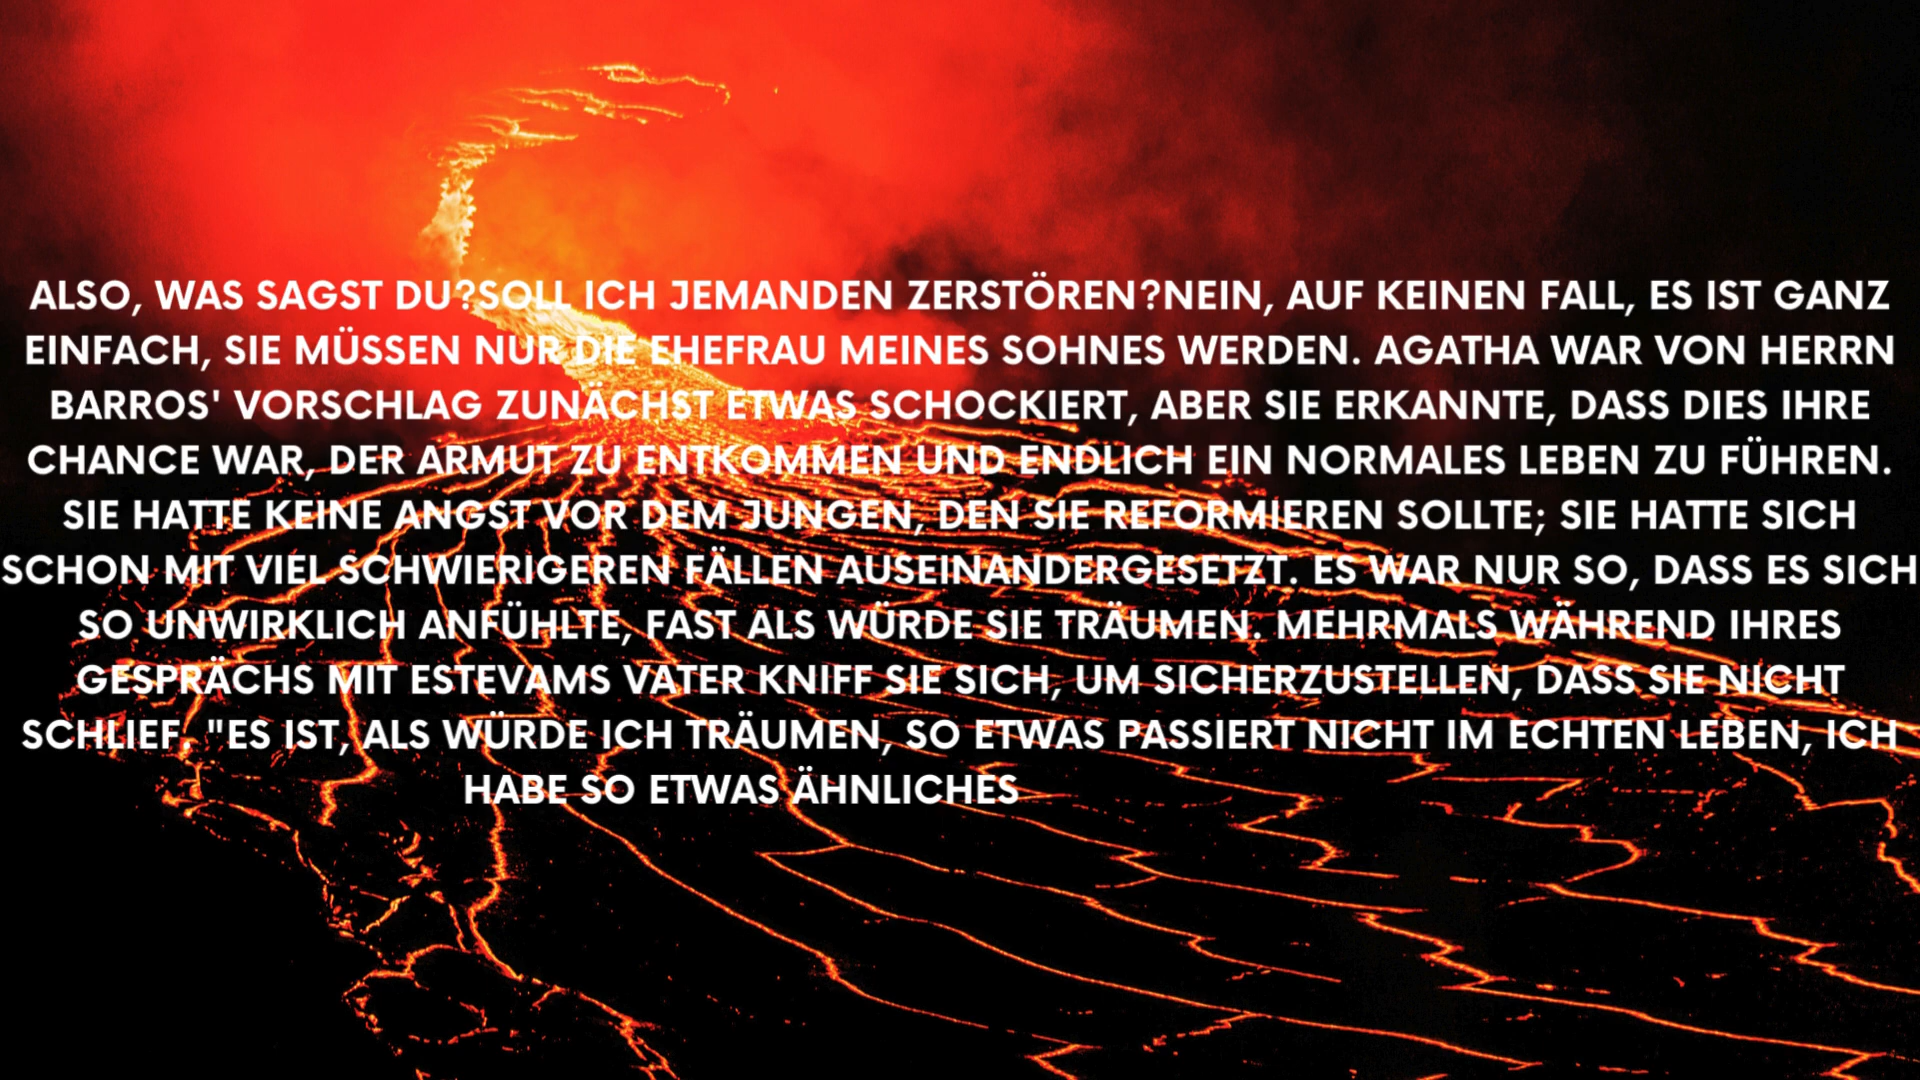 ALSO, WAS SAGST DU?SOLL ICH JEMANDEN ZERSTÖREN?NEIN, AUF KEINEN FALL, ES IST GANZ
EINFACH, SIE MÜSSEN NUR DIE EHEFRAU MEINES SOHNES WERDEN. AGATHA WAR VON HERRN
BARROS' VORSCHLAG ZUNÄCHST ETWAS SCHOCKIERT, ABER SIE ERKANNTE, DASS DIES IHRE
CHANCE WAR, DER ARMUT ZU ENTKOMMEN UND ENDLICH EIN NORMALES LEBEN ZU FÜHREN.
SIE HATTE KEINE ANGST VOR DEM JUNGEN, DEN SIE REFORMIEREN SOLLTE; SIE HATTE SICH
SCHON MIT VIEL SCHWIERIGEREN FÄLLEN AUSEINANDERGESETZT. ES WAR NUR SO, DASS ES SICH
SO UNWIRKLICH ANFÜHLTE, FAST ALS WÜRDE SIE TRÄUMEN. MEHRMALS WÄHREND IHRES
GESPRÄCHS MIT ESTEVAMS VATER KNIFF SIE SICH, UM SICHERZUSTELLEN, DASS SIE NICHT
SCHLIEF. "ES IST, ALS WÜRDE ICH TRÄUMEN, SO ETWAS PASSIERT NICHT IM ECHTEN LEBEN, ICH
HABE SO ETWAS ÄHNLICHES